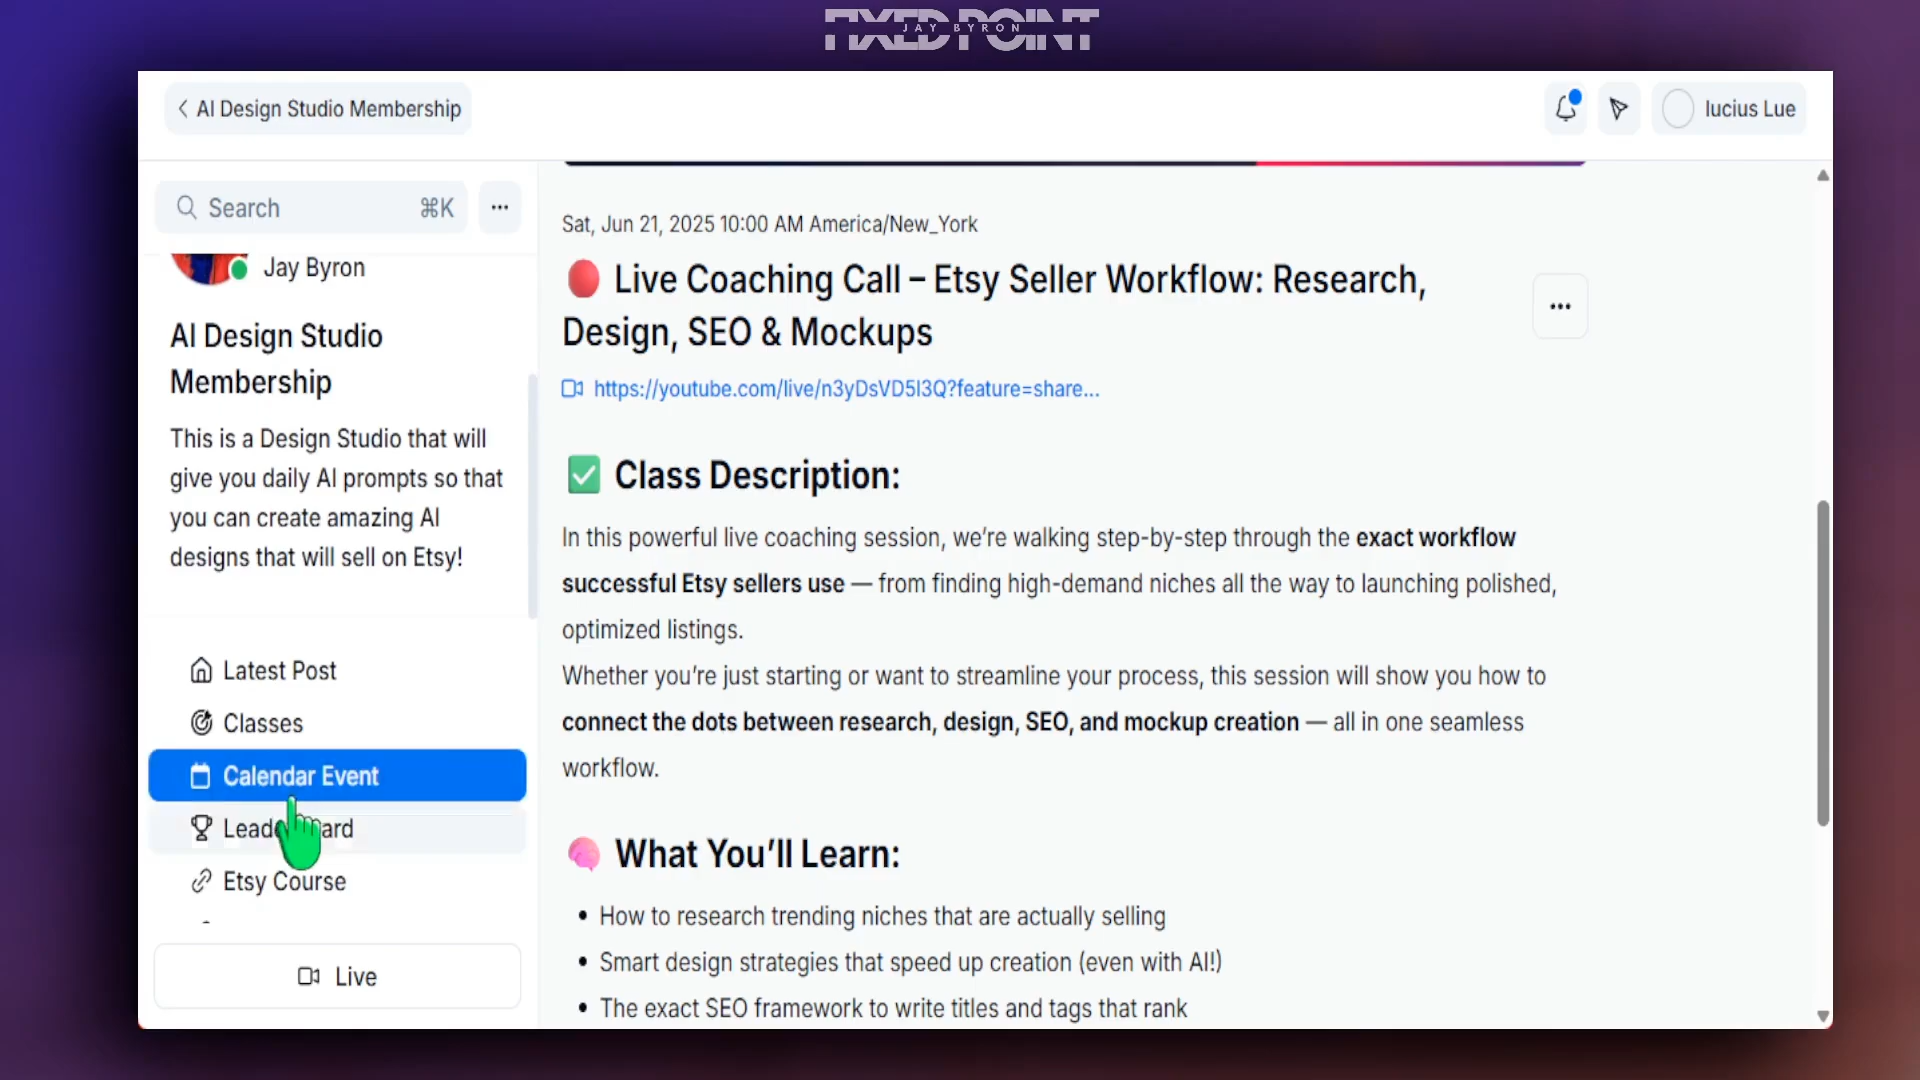 FIXED POINT
JAY BYRON
AI Design Studio Membership
lucius Lue
Search
⌘K
Jay Byron
AI Design Studio
Membership
This is a Design Studio that will
give you daily AI prompts so that
you can create amazing AI
designs that will sell on Etsy!
Latest Post
Classes
Calendar Event
Etsy Course
Live
Sat, Jun 21, 2025 10:00 AM America/New_York
Live Coaching Call – Etsy Seller Workflow: Research,
Design, SEO & Mockups
https://youtube.com/live/n3yDsVD5I3Q?feature=share...
Class Description:
In this powerful live coaching session, we’re walking step-by-step through the exact workflow
successful Etsy sellers use — from finding high-demand niches all the way to launching polished,
optimized listings.
Whether you’re just starting or want to streamline your process, this session will show you how to
connect the dots between research, design, SEO, and mockup creation — all in one seamless
workflow.
What You’ll Learn:
• How to research trending niches that are actually selling
• Smart design strategies that speed up creation (even with AI!)
• The exact SEO framework to write titles and tags that rank